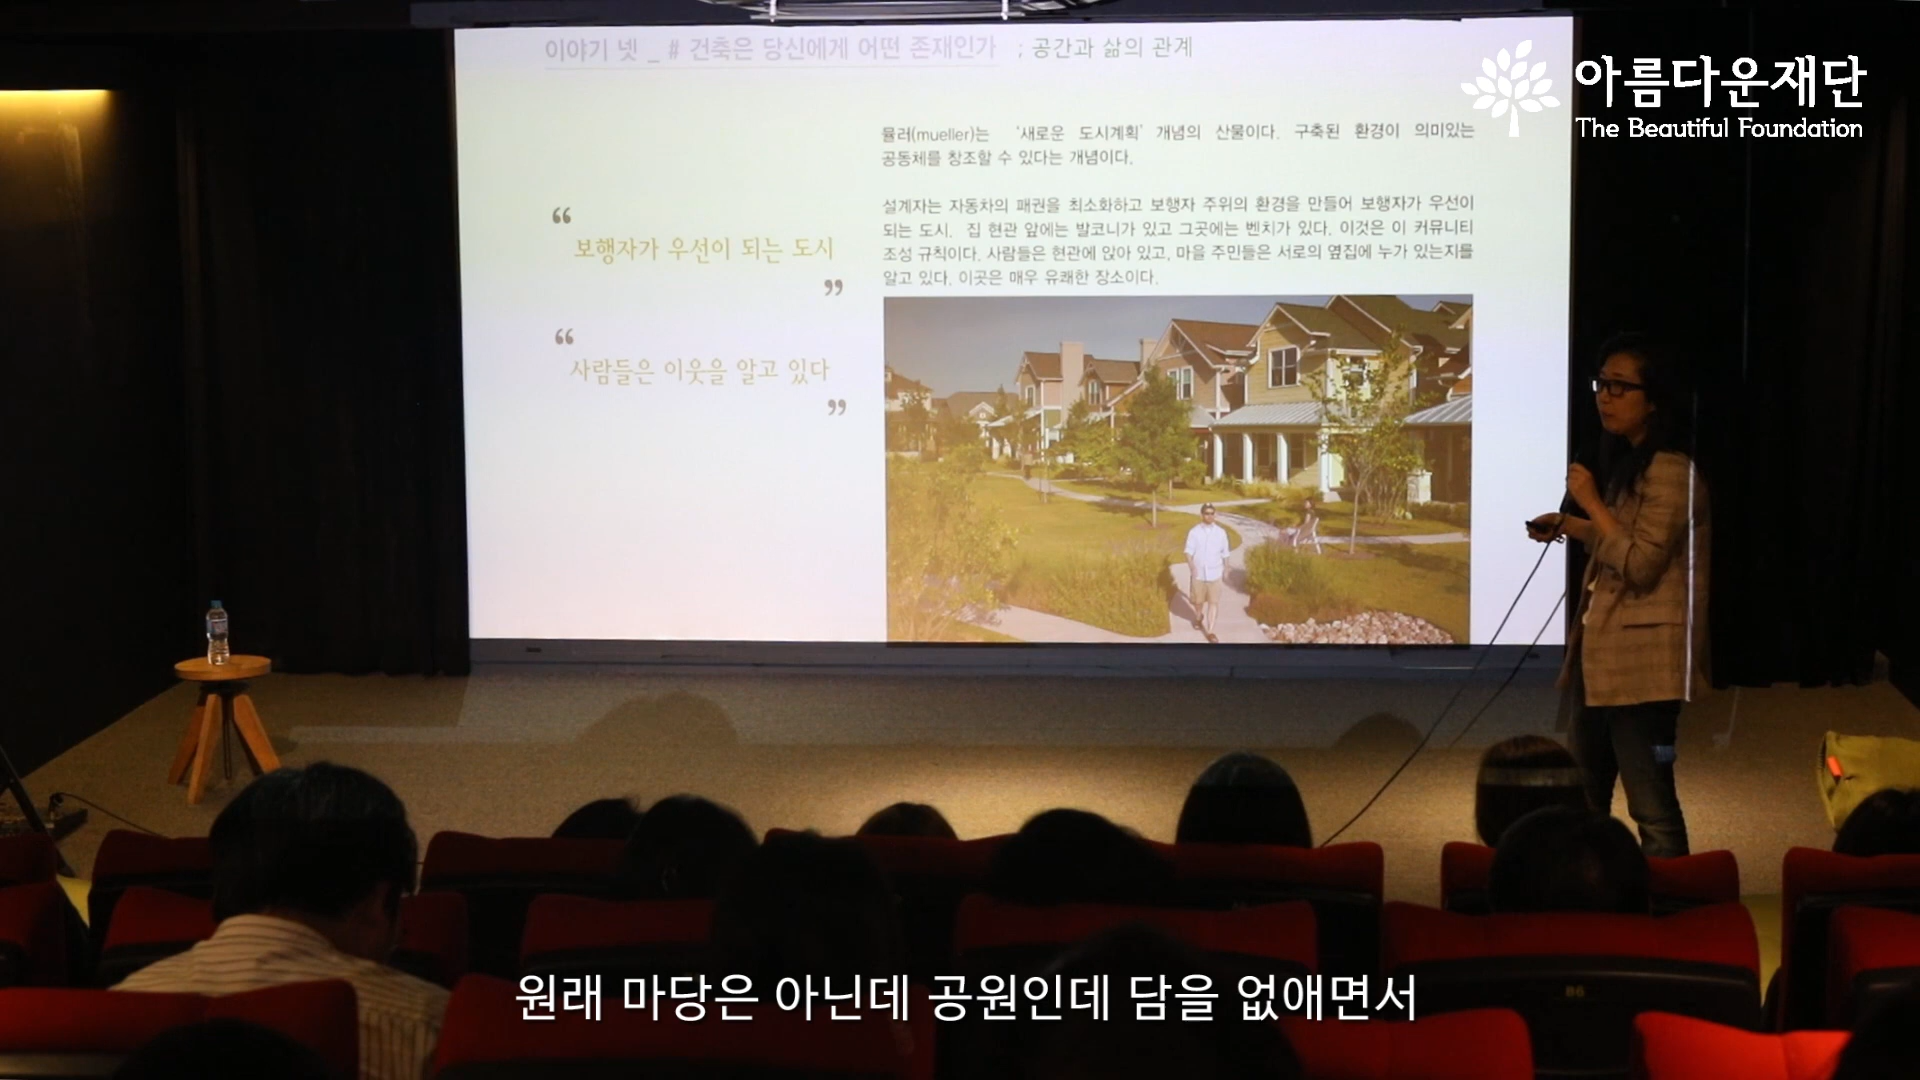 이야기 넷 _ # 건축은 당신에게 어떤 존재인가 ; 공간과 삶의 관계
아름다운재단
The Beautiful Foundation
뮬러(mueller)는 '새로운 도시계획' 개념의 산물이다. 구축된 환경이 의미있는
공동체를 창조할 수 있다는 개념이다.
설계자는 자동차의 패권을 최소화하고 보행자 주위의 환경을 만들어 보행자가 우선이
되는 도시. 집 현관 앞에는 발코니가 있고 그곳에는 벤치가 있다. 이것은 이 커뮤니티
조성 규칙이다. 사람들은 현관에 앉아 있고, 마을 주민들은 서로의 옆집에 누가 있는지를
알고 있다. 이곳은 매우 유쾌한 장소이다.
“
보행자가 우선이 되는 도시
”
“
사람들은 이웃을 알고 있다
”
B6
원래 마당은 아닌데 공원인데 담을 없애면서